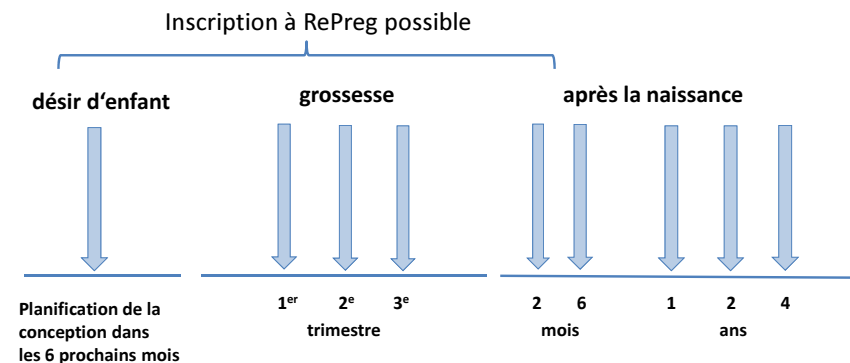 Inscription à RePreg possible
désir d‘enfant
grossesse
après la naissance
Planification de la
conception dans
les 6 prochains mois
1er 2e 3e
trimestre
2 6
mois
1 2 4
ans